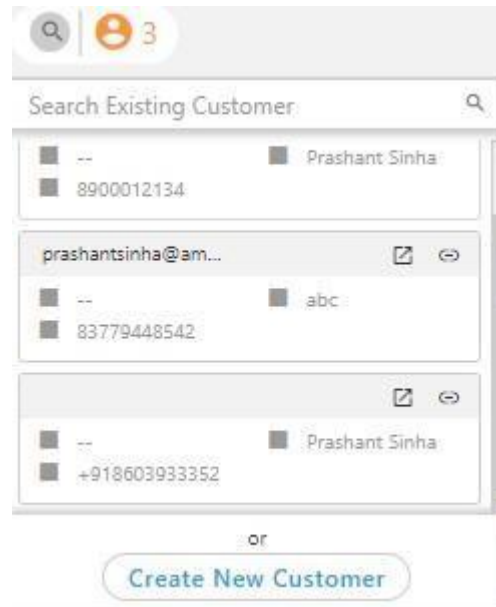 3
Search Existing Customer
-- Prashant Sinha
8900012134
prashantsinha@am...
-- abc
83779448542
-- Prashant Sinha
+918603933352
or
Create New Customer